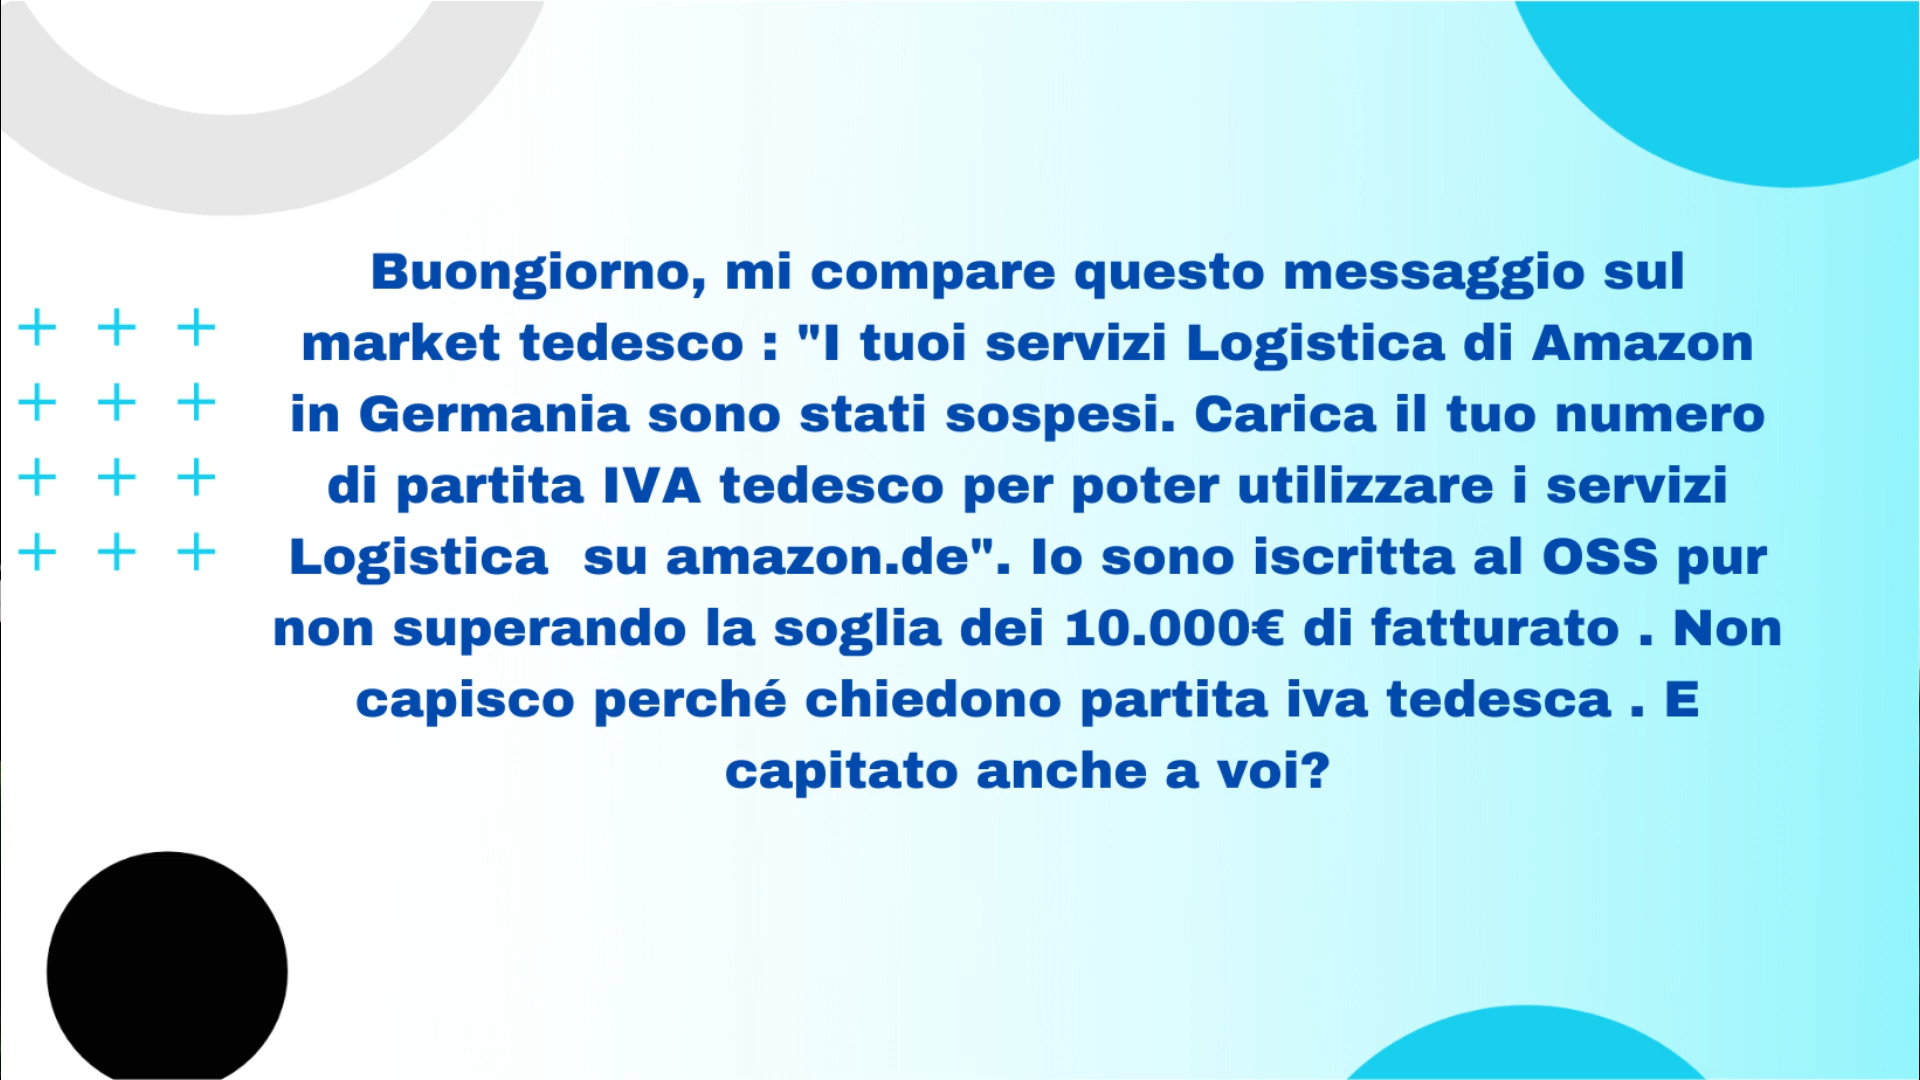 Buongiorno, mi compare questo messaggio sul
market tedesco : "I tuoi servizi Logistica di Amazon
in Germania sono stati sospesi. Carica il tuo numero
di partita IVA tedesco per poter utilizzare i servizi
Logistica  su amazon.de". Io sono iscritta al OSS pur
non superando la soglia dei 10.000€ di fatturato . Non
capisco perché chiedono partita iva tedesca . E
capitato anche a voi?